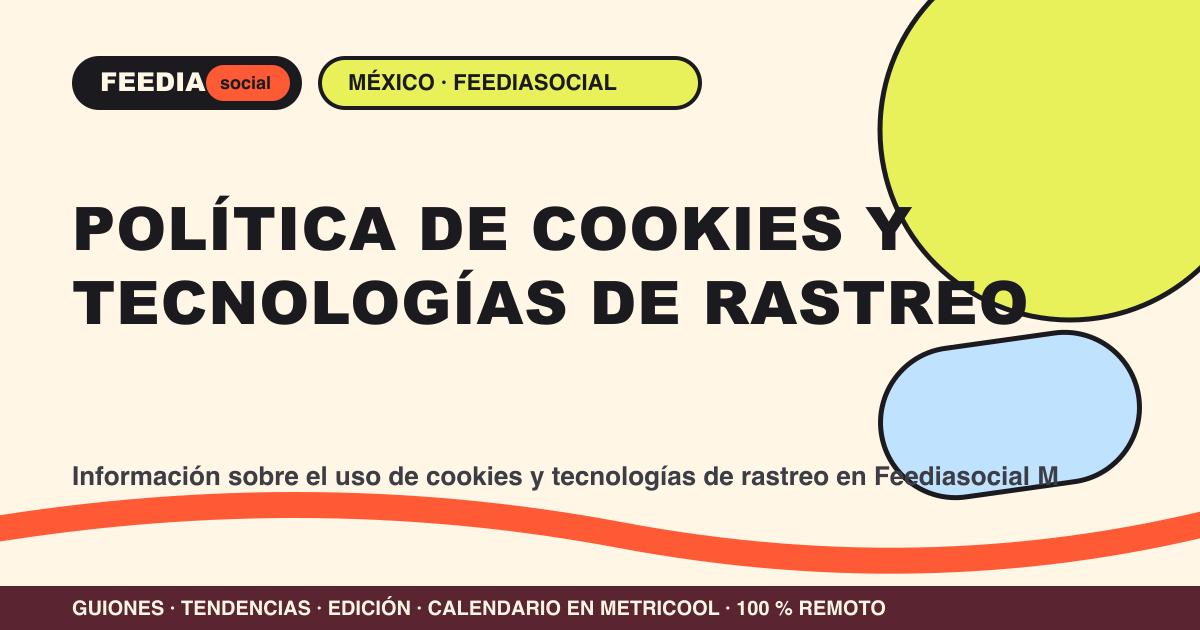 FEEDIA social
MÉXICO · FEEDIASOCIAL
POLÍTICA DE COOKIES Y
TECNOLOGÍAS DE RASTREO
Información sobre el uso de cookies y tecnologías de rastreo en Feediasocial M
GUIONES · TENDENCIAS · EDICIÓN · CALENDARIO EN METRICOOL · 100 % REMOTO